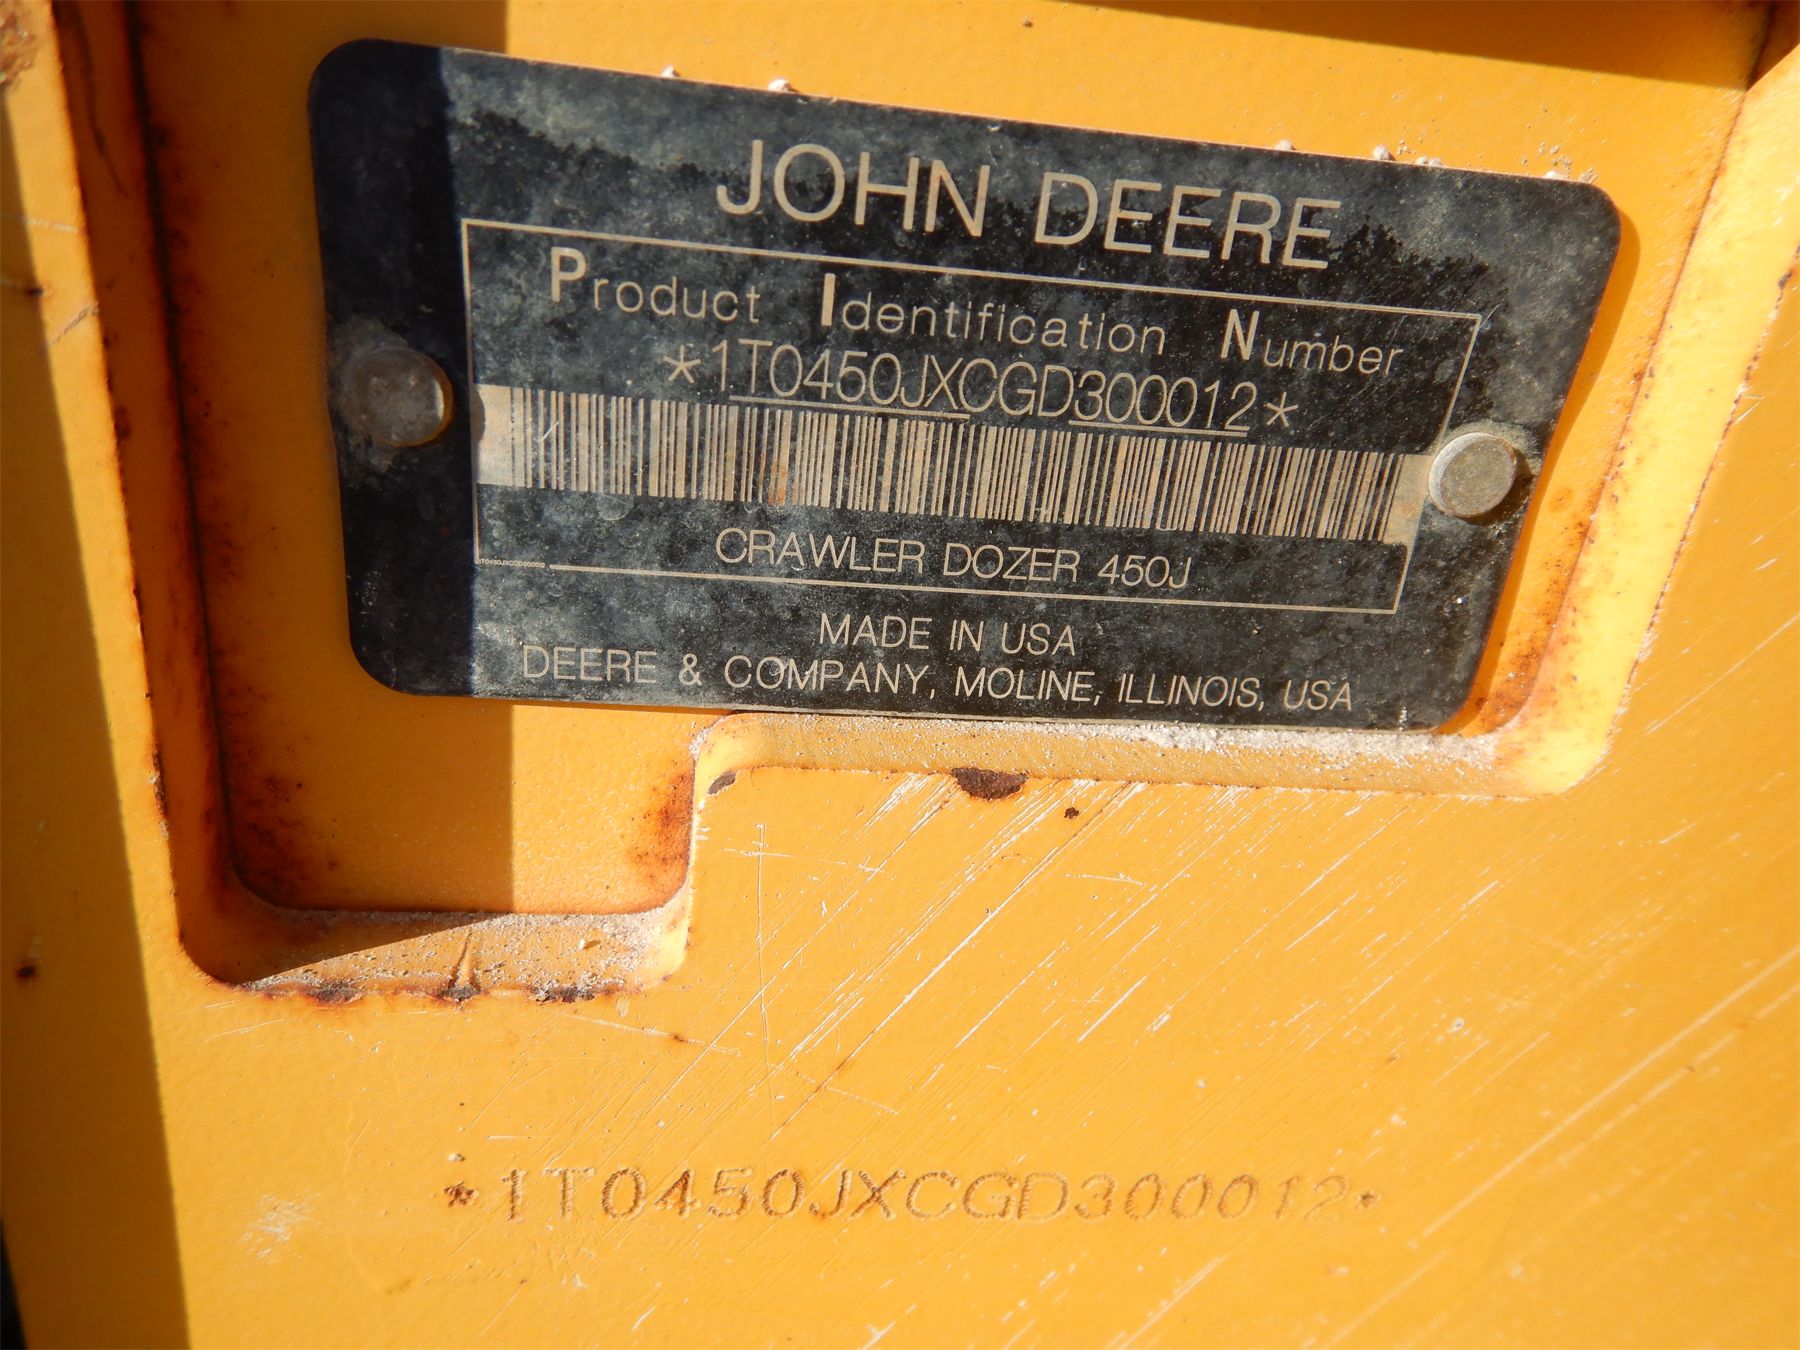 JOHN DEERE
Product Identification Number
*1T0450JXCGD300012*
CRAWLER DOZER 450J
MADE IN USA
DEERE & COMPANY, MOLINE, ILLINOIS, USA
*1T0450JXCGD300012*